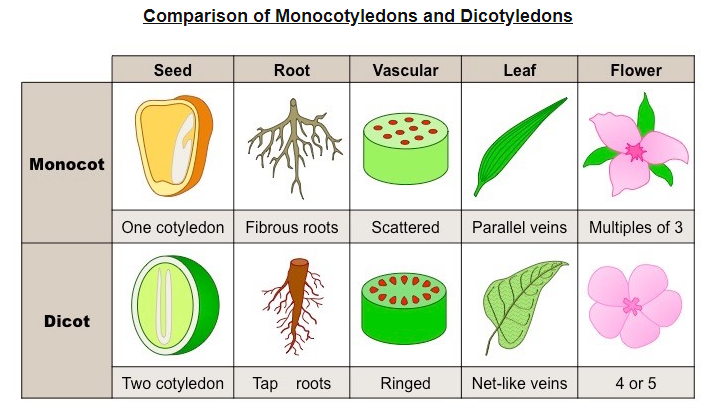 Comparison of Monocotyledons and Dicotyledons
Seed Root Vascular Leaf Flower
Monocot
One cotyledon Fibrous roots Scattered Parallel veins Multiples of 3
Dicot
Two cotyledon Tap roots Ringed Net-like veins 4 or 5